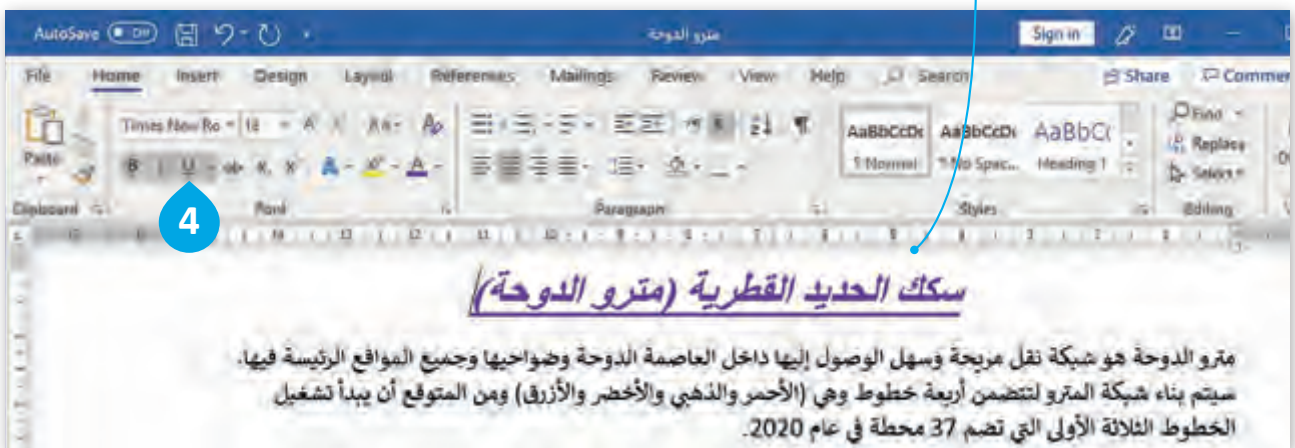 AutoSave Off مترو الدوحة Sign in
File Home Insert Design Layout References Mailings Review View Help Search Share Commer
Times New Ro 18 AaBbCcDc AaBbCcDc AaBbC( Find
Paste B I U ab x x A A ¶ Normal ¶ No Spac... Heading 1 Replace
Select
Clipboard Font Paragraph Styles Editing
4
سكك الحديد القطرية (مترو الدوحة)
مترو الدوحة هو شبكة نقل مريحة وسهل الوصول إليها داخل العاصمة الدوحة وضواحيها وجميع المواقع الرئيسة فيها.
سيتم بناء شبكة المترو لتتضمن أربعة خطوط وهي (الأحمر والذهبي والأخضر والأزرق) ومن المتوقع أن يبدأ تشغيل
الخطوط الثلاثة الأولى التي تضم 37 محطة في عام 2020.